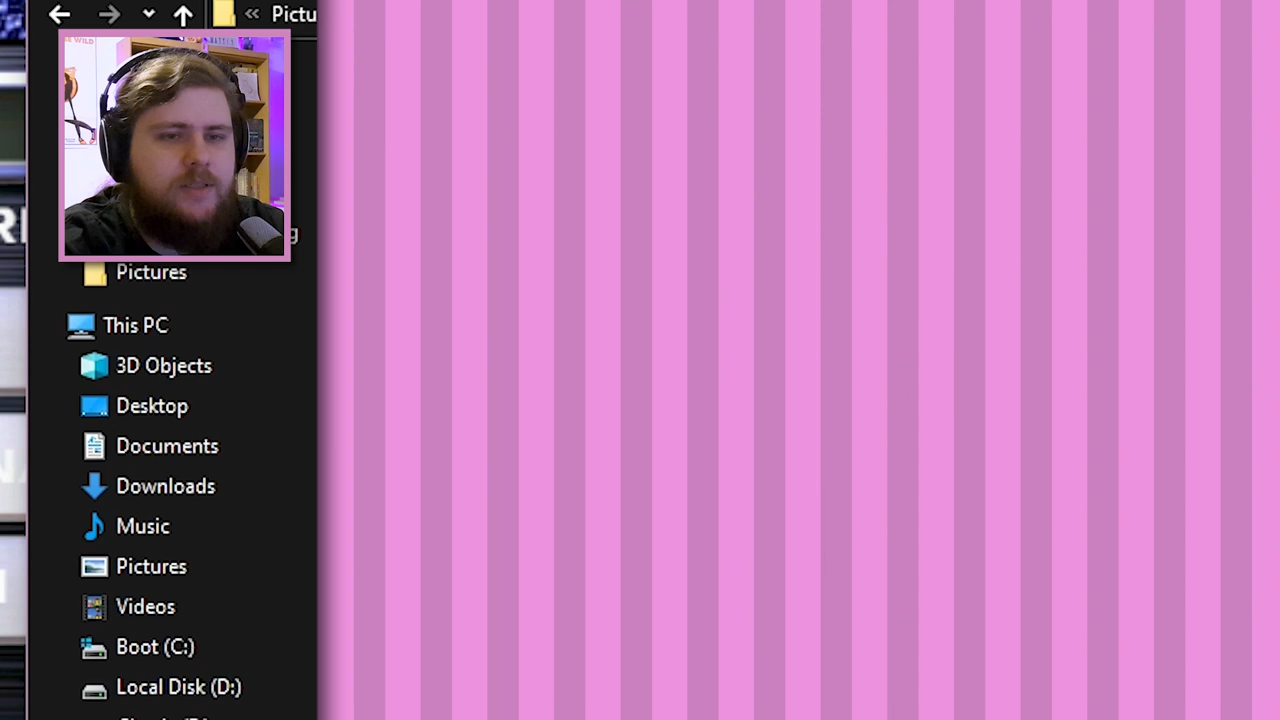 « Pictu
Pictures
This PC
3D Objects
Desktop
Documents
Downloads
Music
Pictures
Videos
Boot (C:)
Local Disk (D:)